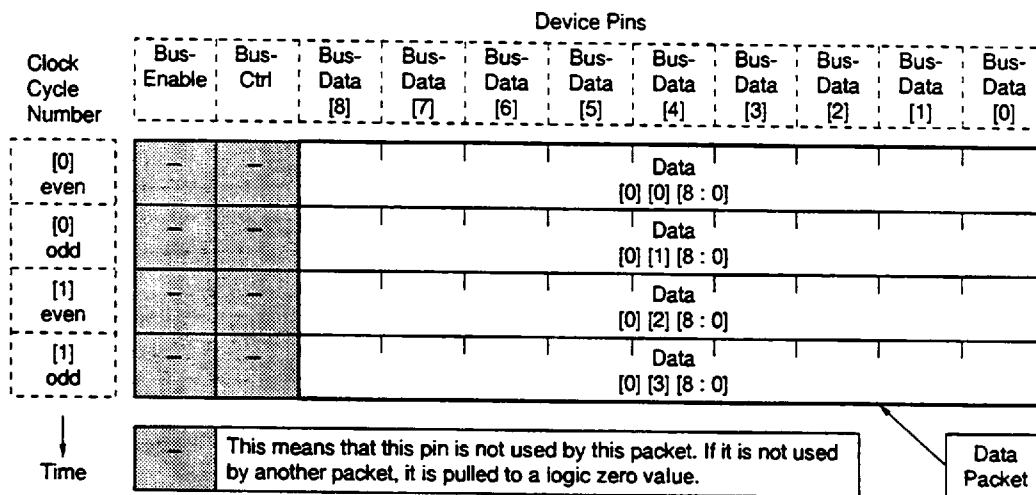 Device Pins
Clock Cycle Number
Bus-Enable
Bus-Ctrl
Bus-Data [8]
Bus-Data [7]
Bus-Data [6]
Bus-Data [5]
Bus-Data [4]
Bus-Data [3]
Bus-Data [2]
Bus-Data [1]
Bus-Data [0]
[0] even
–
–
Data
[0] [0] [8 : 0]
[0] odd
–
–
Data
[0] [1] [8 : 0]
[1] even
–
–
Data
[0] [2] [8 : 0]
[1] odd
–
–
Data
[0] [3] [8 : 0]
Time
–
This means that this pin is not used by this packet. If it is not used
by another packet, it is pulled to a logic zero value.
Data
Packet